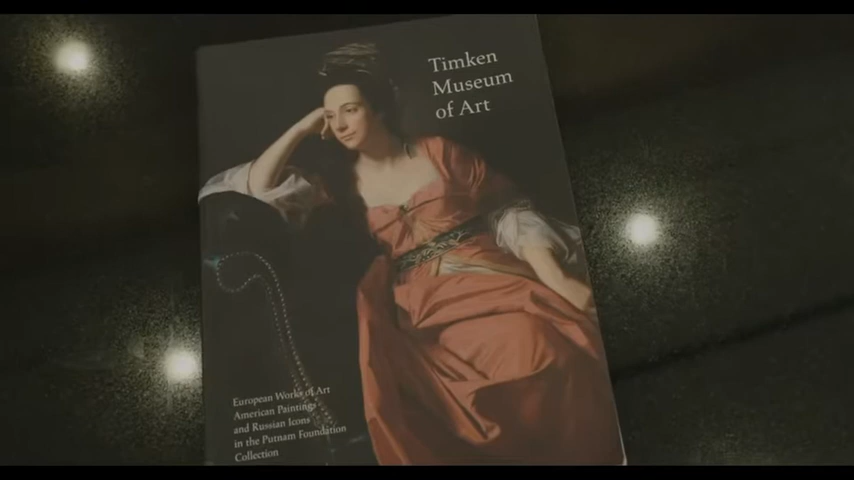 Timken
Museum
of Art
European Works of Art
American Paintings
and Russian Icons
in the Putnam Foundation
Collection